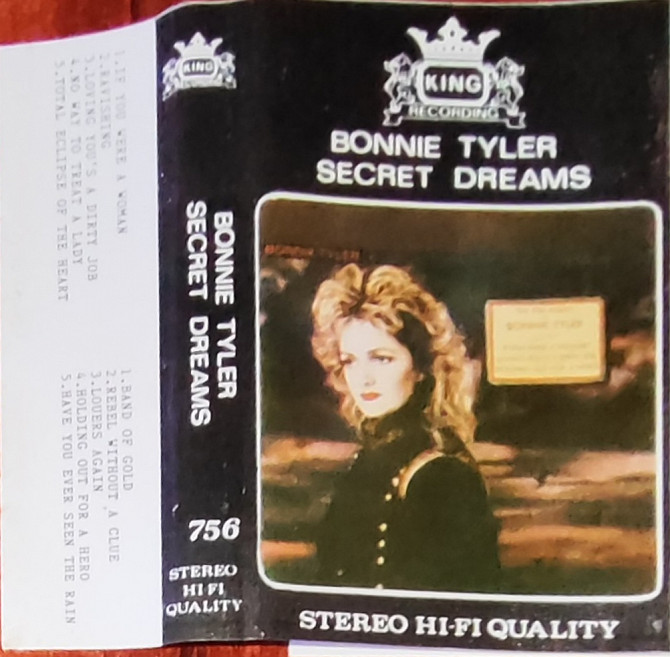 KING
RECORDING
BONNIE TYLER
SECRET DREAMS
BONNIE TYLER
STEREO HI-FI QUALITY
KING
BONNIE TYLER
SECRET DREAMS
756
STEREO
HI-FI
QUALITY
1.IF YOU WERE A WOMAN
2.RAVISHING
3.LOVING YOU'S A DIRTY JOB
4.NO WAY TO TREAT A LADY
5.TOTAL ECLIPSE OF THE HEART
1.BAND OF GOLD
2.REBEL WITHOUT A CLUE
3.LOUERS AGAIN
4.HOLDING OUT FOR A HERO
5.HAVE YOU EVER SEEN THE RAIN